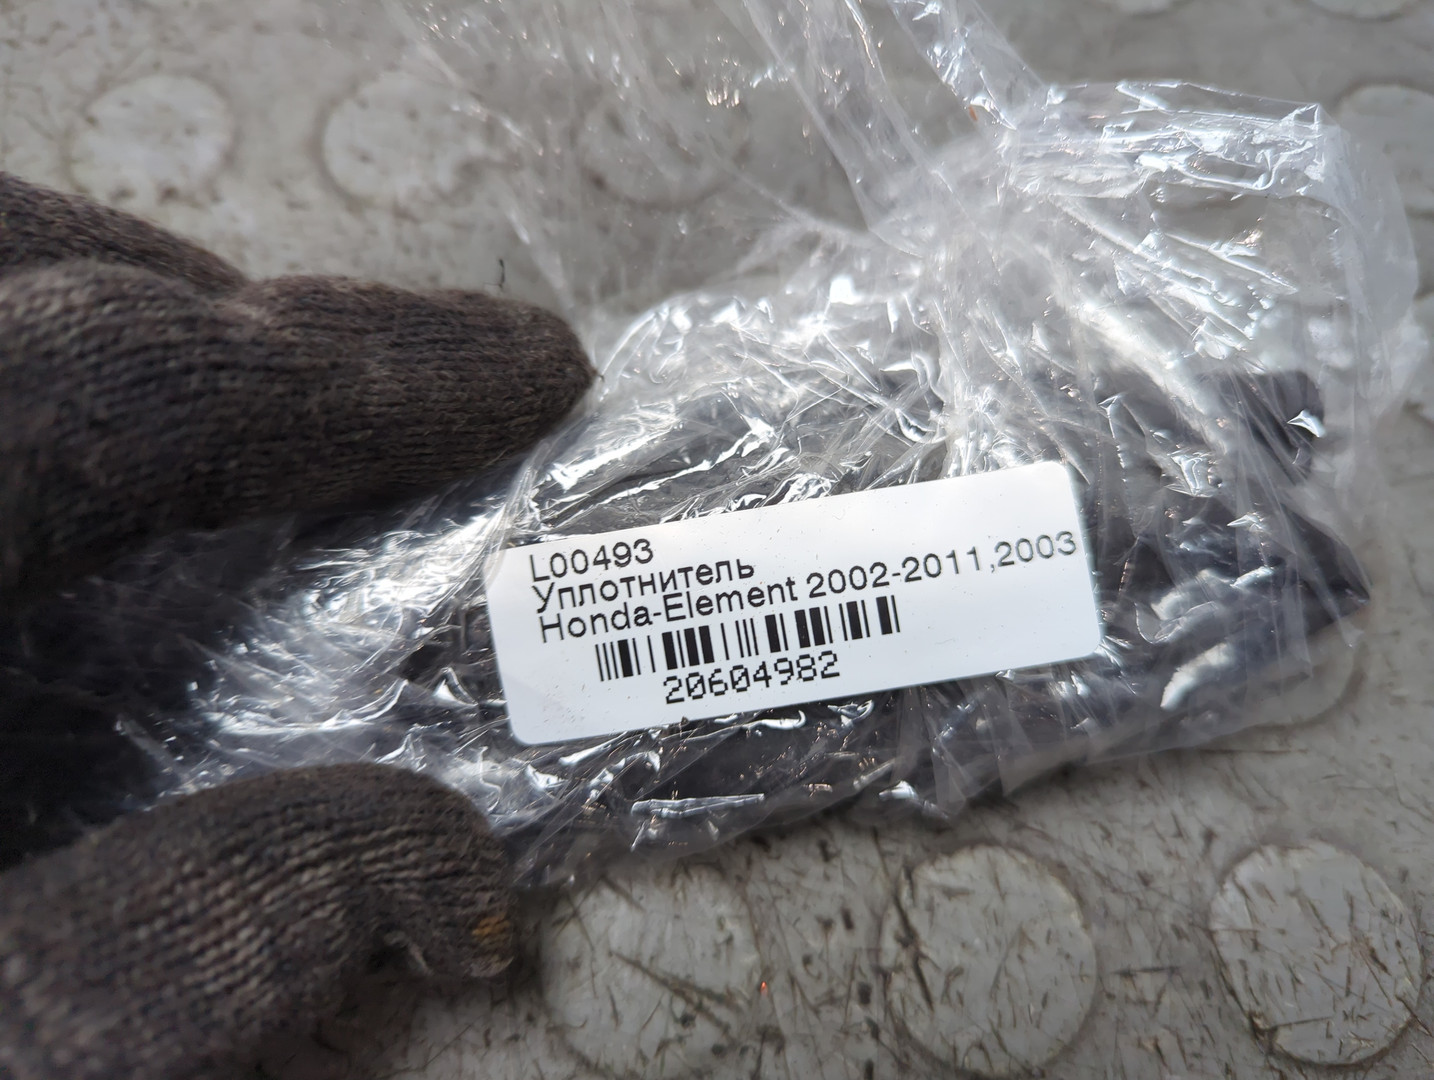 L00493
Уплотнитель
Honda-Element 2002-2011,2003
20604982